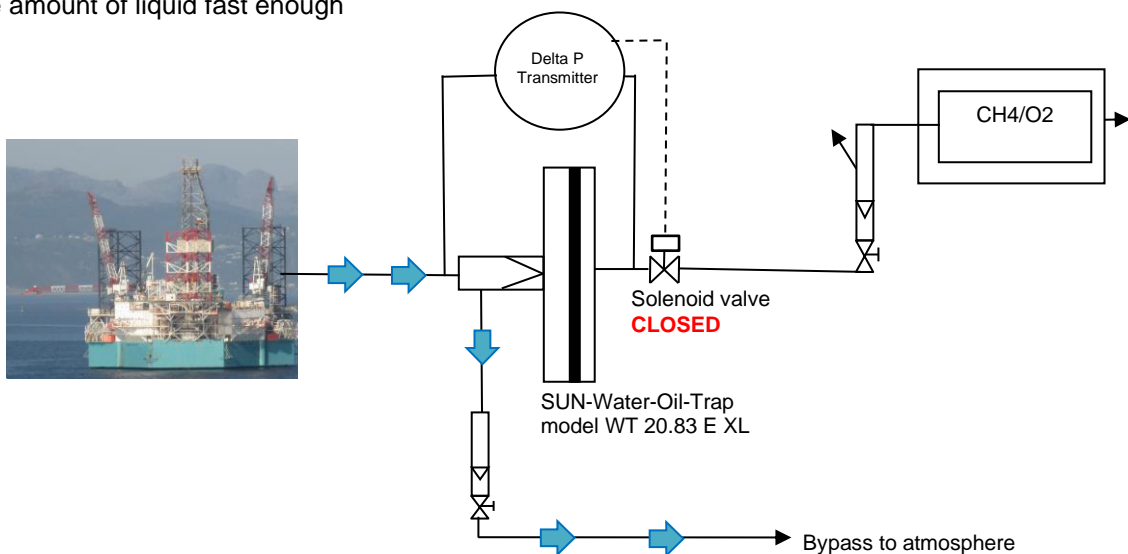 amount of liquid fast enough
Delta P
Transmitter
CH4/O2
Solenoid valve
CLOSED
SUN-Water-Oil-Trap
model WT 20.83 E XL
Bypass to atmosphere